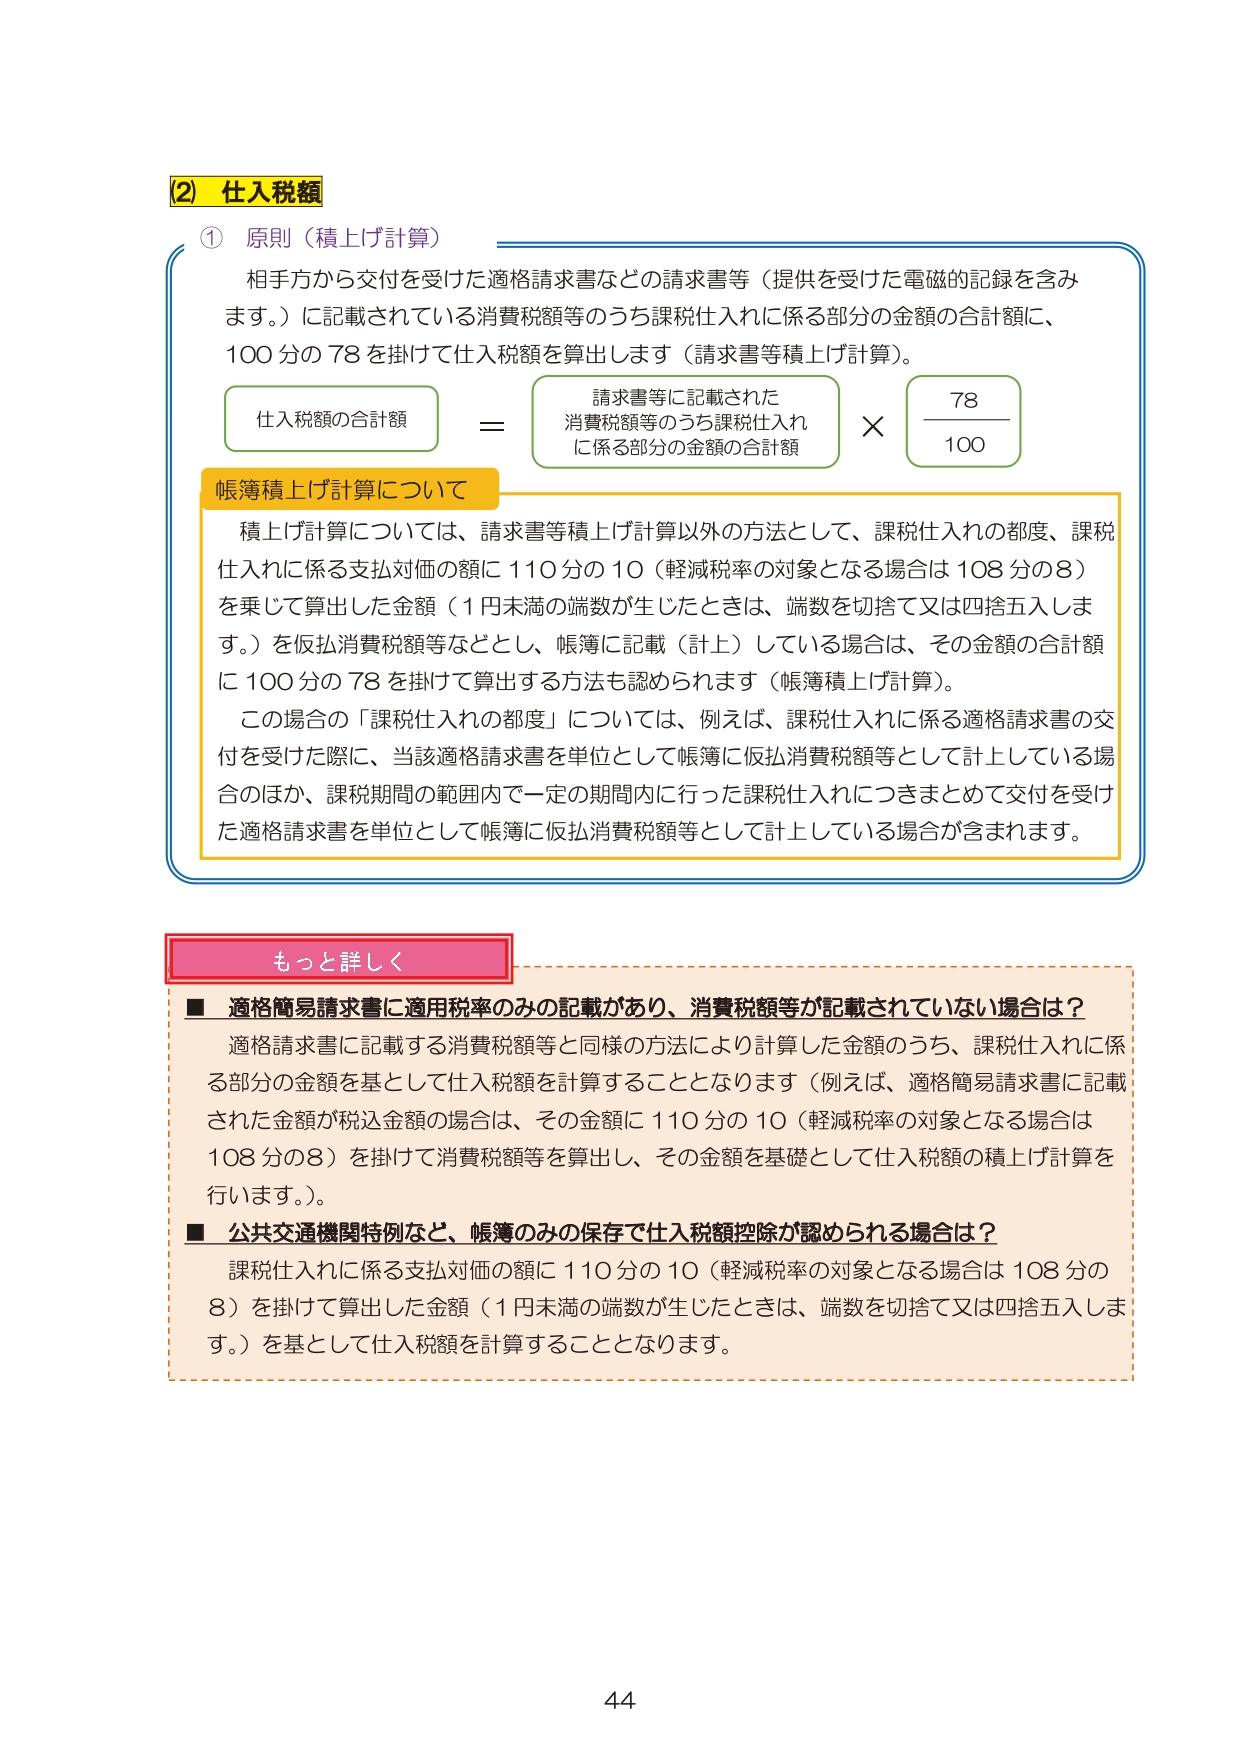 (2) 仕入税額
① 原則（積上げ計算）
相手方から交付を受けた適格請求書などの請求書等（提供を受けた電磁的記録を含み
ます。）に記載されている消費税額等のうち課税仕入れに係る部分の金額の合計額に、
100 分の 78 を掛けて仕入税額を算出します（請求書等積上げ計算）。
仕入税額の合計額
＝
請求書等に記載された
消費税額等のうち課税仕入れ
に係る部分の金額の合計額
×
78
100
帳簿積上げ計算について
積上げ計算については、請求書等積上げ計算以外の方法として、課税仕入れの都度、課税
仕入れに係る支払対価の額に 110 分の 10（軽減税率の対象となる場合は 108 分の８）
を乗じて算出した金額（１円未満の端数が生じたときは、端数を切捨て又は四捨五入しま
す。）を仮払消費税額等などとし、帳簿に記載（計上）している場合は、その金額の合計額
に 100 分の 78 を掛けて算出する方法も認められます（帳簿積上げ計算）。
この場合の「課税仕入れの都度」については、例えば、課税仕入れに係る適格請求書の交
付を受けた際に、当該適格請求書を単位として帳簿に仮払消費税額等として計上している場
合のほか、課税期間の範囲内で一定の期間内に行った課税仕入れにつきまとめて交付を受け
た適格請求書を単位として帳簿に仮払消費税額等として計上している場合が含まれます。
もっと詳しく
■ 適格簡易請求書に適用税率のみの記載があり、消費税額等が記載されていない場合は？
適格請求書に記載する消費税額等と同様の方法により計算した金額のうち、課税仕入れに係
る部分の金額を基として仕入税額を計算することとなります（例えば、適格簡易請求書に記載
された金額が税込金額の場合は、その金額に 110 分の 10（軽減税率の対象となる場合は
108 分の８）を掛けて消費税額等を算出し、その金額を基礎として仕入税額の積上げ計算を
行います。）。
■ 公共交通機関特例など、帳簿のみの保存で仕入税額控除が認められる場合は？
課税仕入れに係る支払対価の額に 110 分の 10（軽減税率の対象となる場合は 108 分の
８）を掛けて算出した金額（１円未満の端数が生じたときは、端数を切捨て又は四捨五入しま
す。）を基として仕入税額を計算することとなります。
44